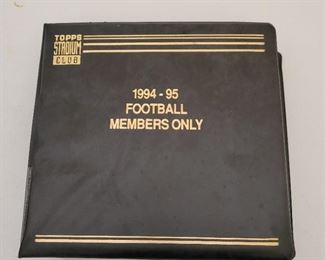 TOPPS
STADIUM
CLUB
1994 - 95
FOOTBALL
MEMBERS ONLY